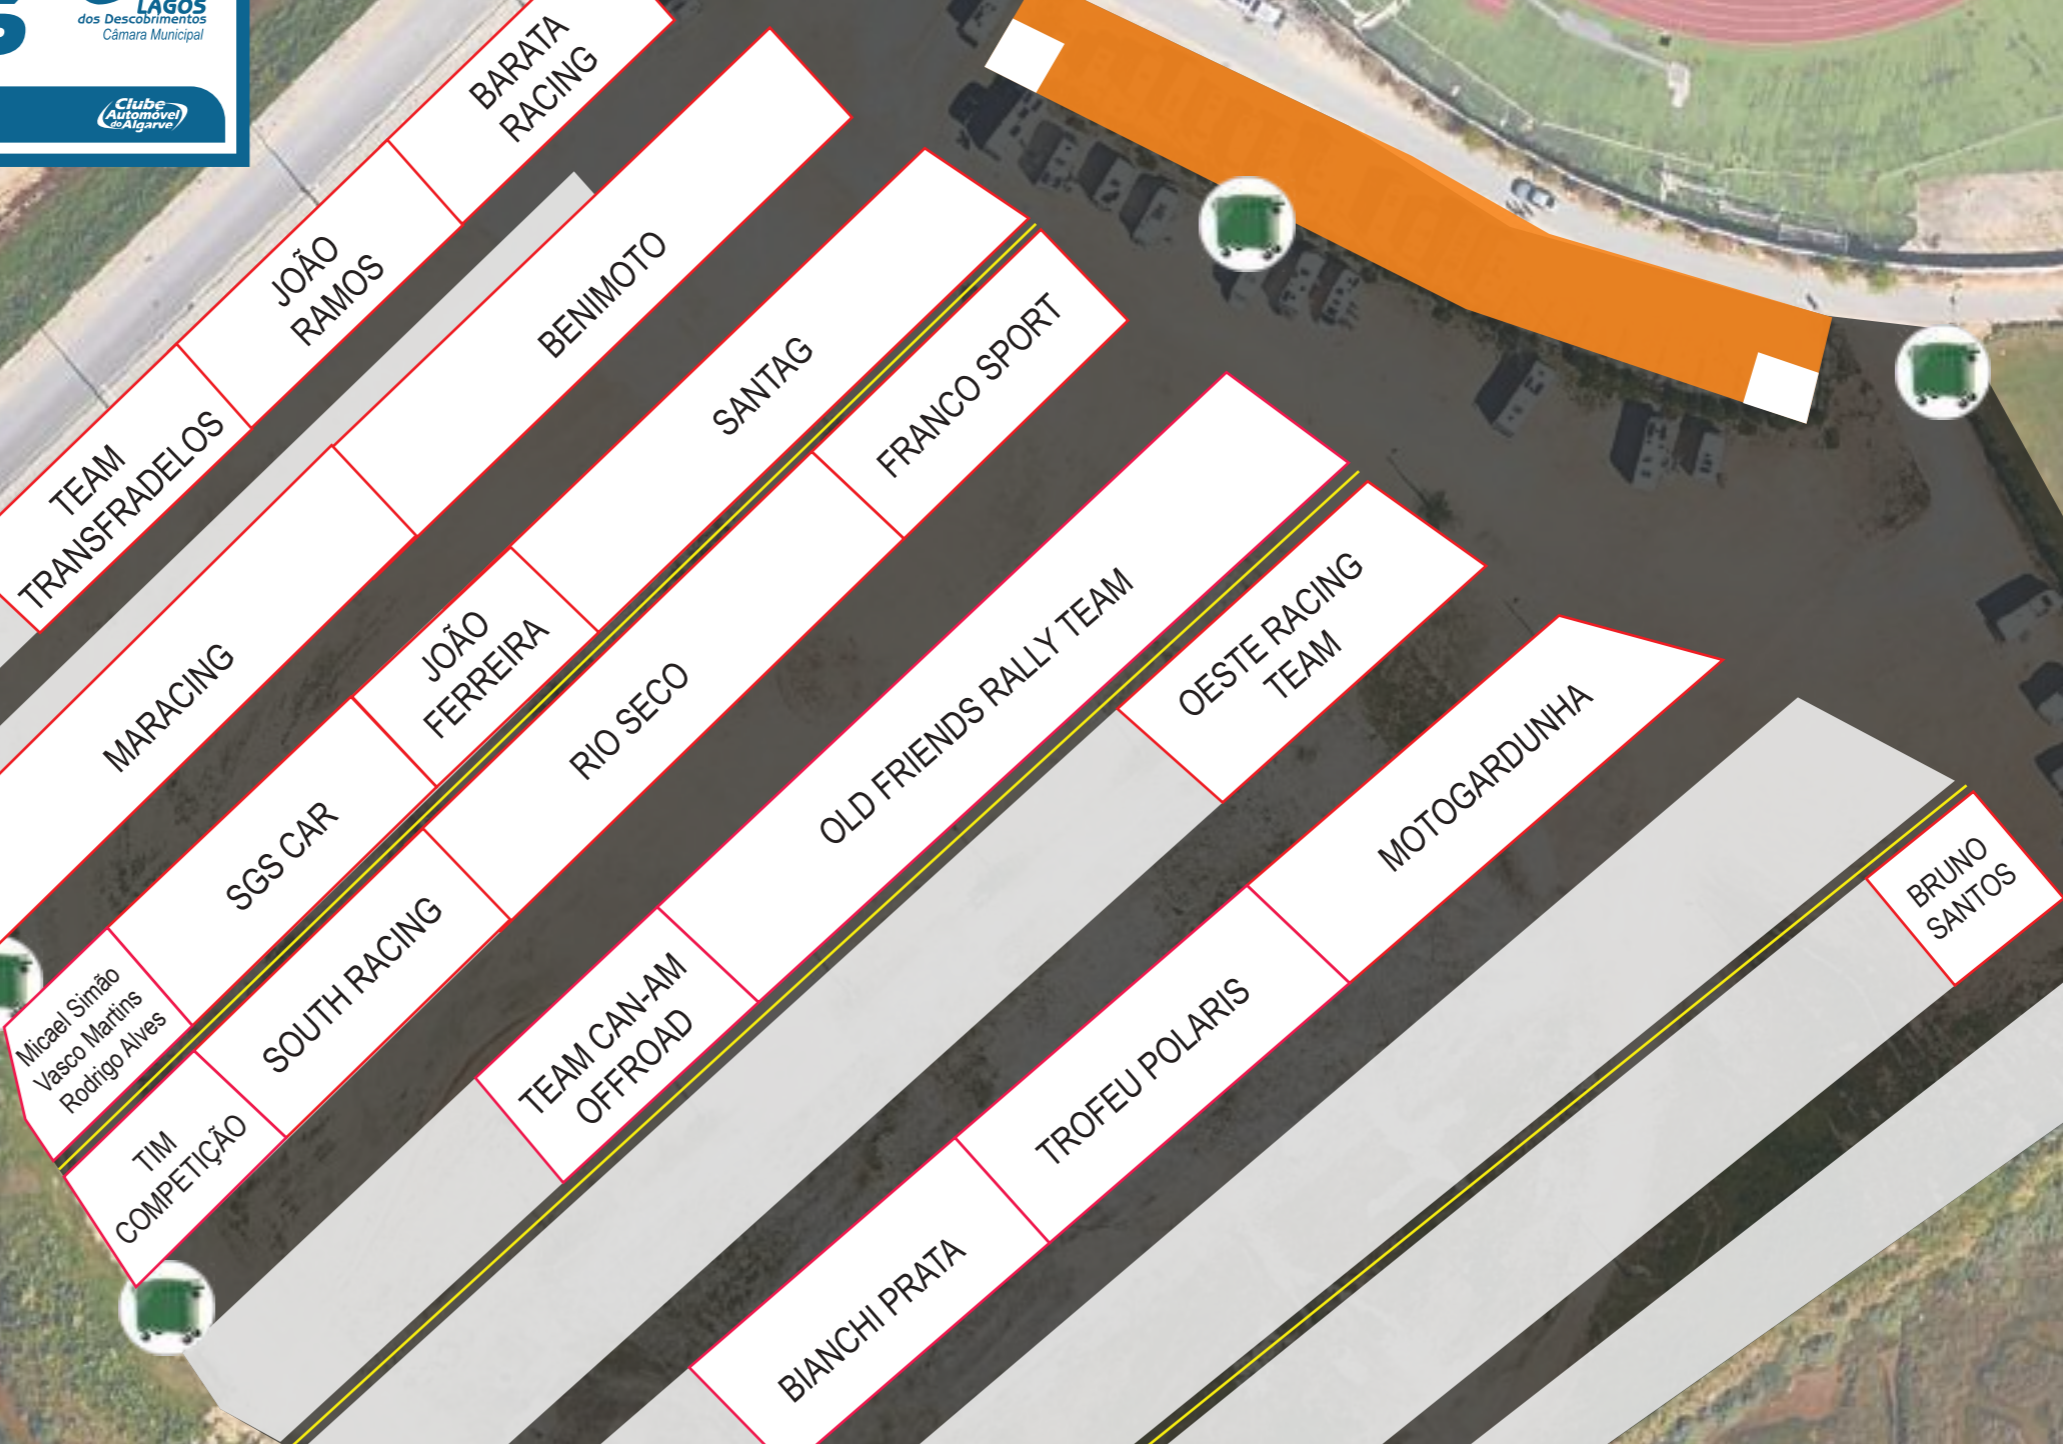 LAGOS
dos Descobrimentos
Câmara Municipal
Clube
Automóvel
do Algarve
BARATA
RACING
JOÃO
RAMOS
TEAM
TRANSFRADELOS
BENIMOTO
MARACING
SANTAG
JOÃO
FERREIRA
SGS CAR
Micael Simão
Vasco Martins
Rodrigo Alves
FRANCO SPORT
RIO SECO
SOUTH RACING
TIM
COMPETIÇÃO
OLD FRIENDS RALLY TEAM
TEAM CAN-AM
OFFROAD
OESTE RACING
TEAM
MOTOGARDUNHA
TROFEU POLARIS
BIANCHI PRATA
BRUNO
SANTOS